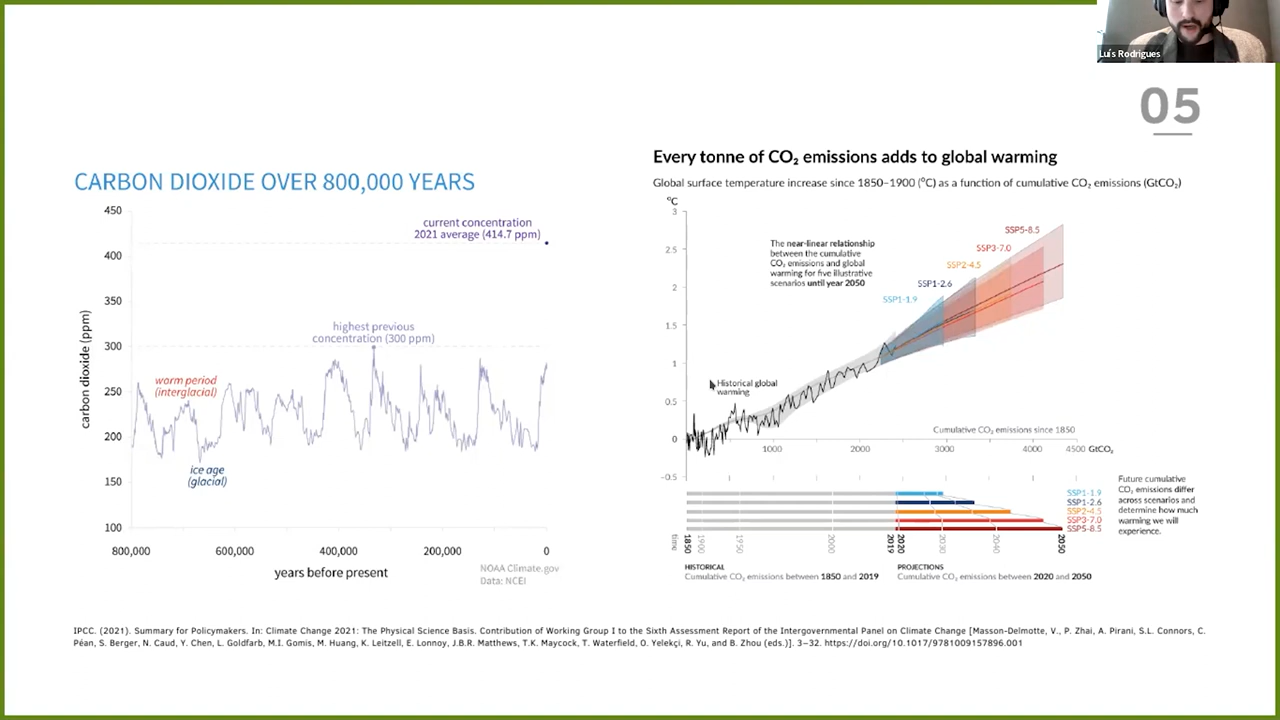 Luís Rodrigues
05
CARBON DIOXIDE OVER 800,000 YEARS
450
400
350
300
250
200
150
100
carbon dioxide (ppm)
current concentration
2021 average (414.7 ppm)
highest previous
concentration (300 ppm)
warm period
(interglacial)
ice age
(glacial)
800,000 600,000 400,000 200,000 0
years before present
NOAA Climate.gov
Data: NCEI
Every tonne of CO₂ emissions adds to global warming
Global surface temperature increase since 1850–1900 (°C) as a function of cumulative CO₂ emissions (GtCO₂)
°C
3
2.5
2
1.5
1
0.5
0
−0.5
The near-linear relationship
between the cumulative
CO₂ emissions and global
warming for five illustrative
scenarios until year 2050
SSP1-1.9
SSP1-2.6
SSP2-4.5
SSP3-7.0
SSP5-8.5
Historical global
warming
Cumulative CO₂ emissions since 1850
1000 2000 3000 4000 4500 GtCO₂
SSP1-1.9
SSP1-2.6
SSP2-4.5
SSP3-7.0
SSP5-8.5
Future cumulative
CO₂ emissions differ
across scenarios and
determine how much
warming we will
experience.
time 1850 1900 1950 2000 2019 2020 2030 2040 2050
HISTORICAL
Cumulative CO₂ emissions between 1850 and 2019
PROJECTIONS
Cumulative CO₂ emissions between 2020 and 2050
IPCC. (2021). Summary for Policymakers. In: Climate Change 2021: The Physical Science Basis. Contribution of Working Group I to the Sixth Assessment Report of the Intergovernmental Panel on Climate Change [Masson-Delmotte, V., P. Zhai, A. Pirani, S.L. Connors, C.
Péan, S. Berger, N. Caud, Y. Chen, L. Goldfarb, M.I. Gomis, M. Huang, K. Leitzell, E. Lonnoy, J.B.R. Matthews, T.K. Maycock, T. Waterfield, O. Yelekçi, R. Yu, and B. Zhou (eds.)]. 3−32. https://doi.org/10.1017/9781009157896.001